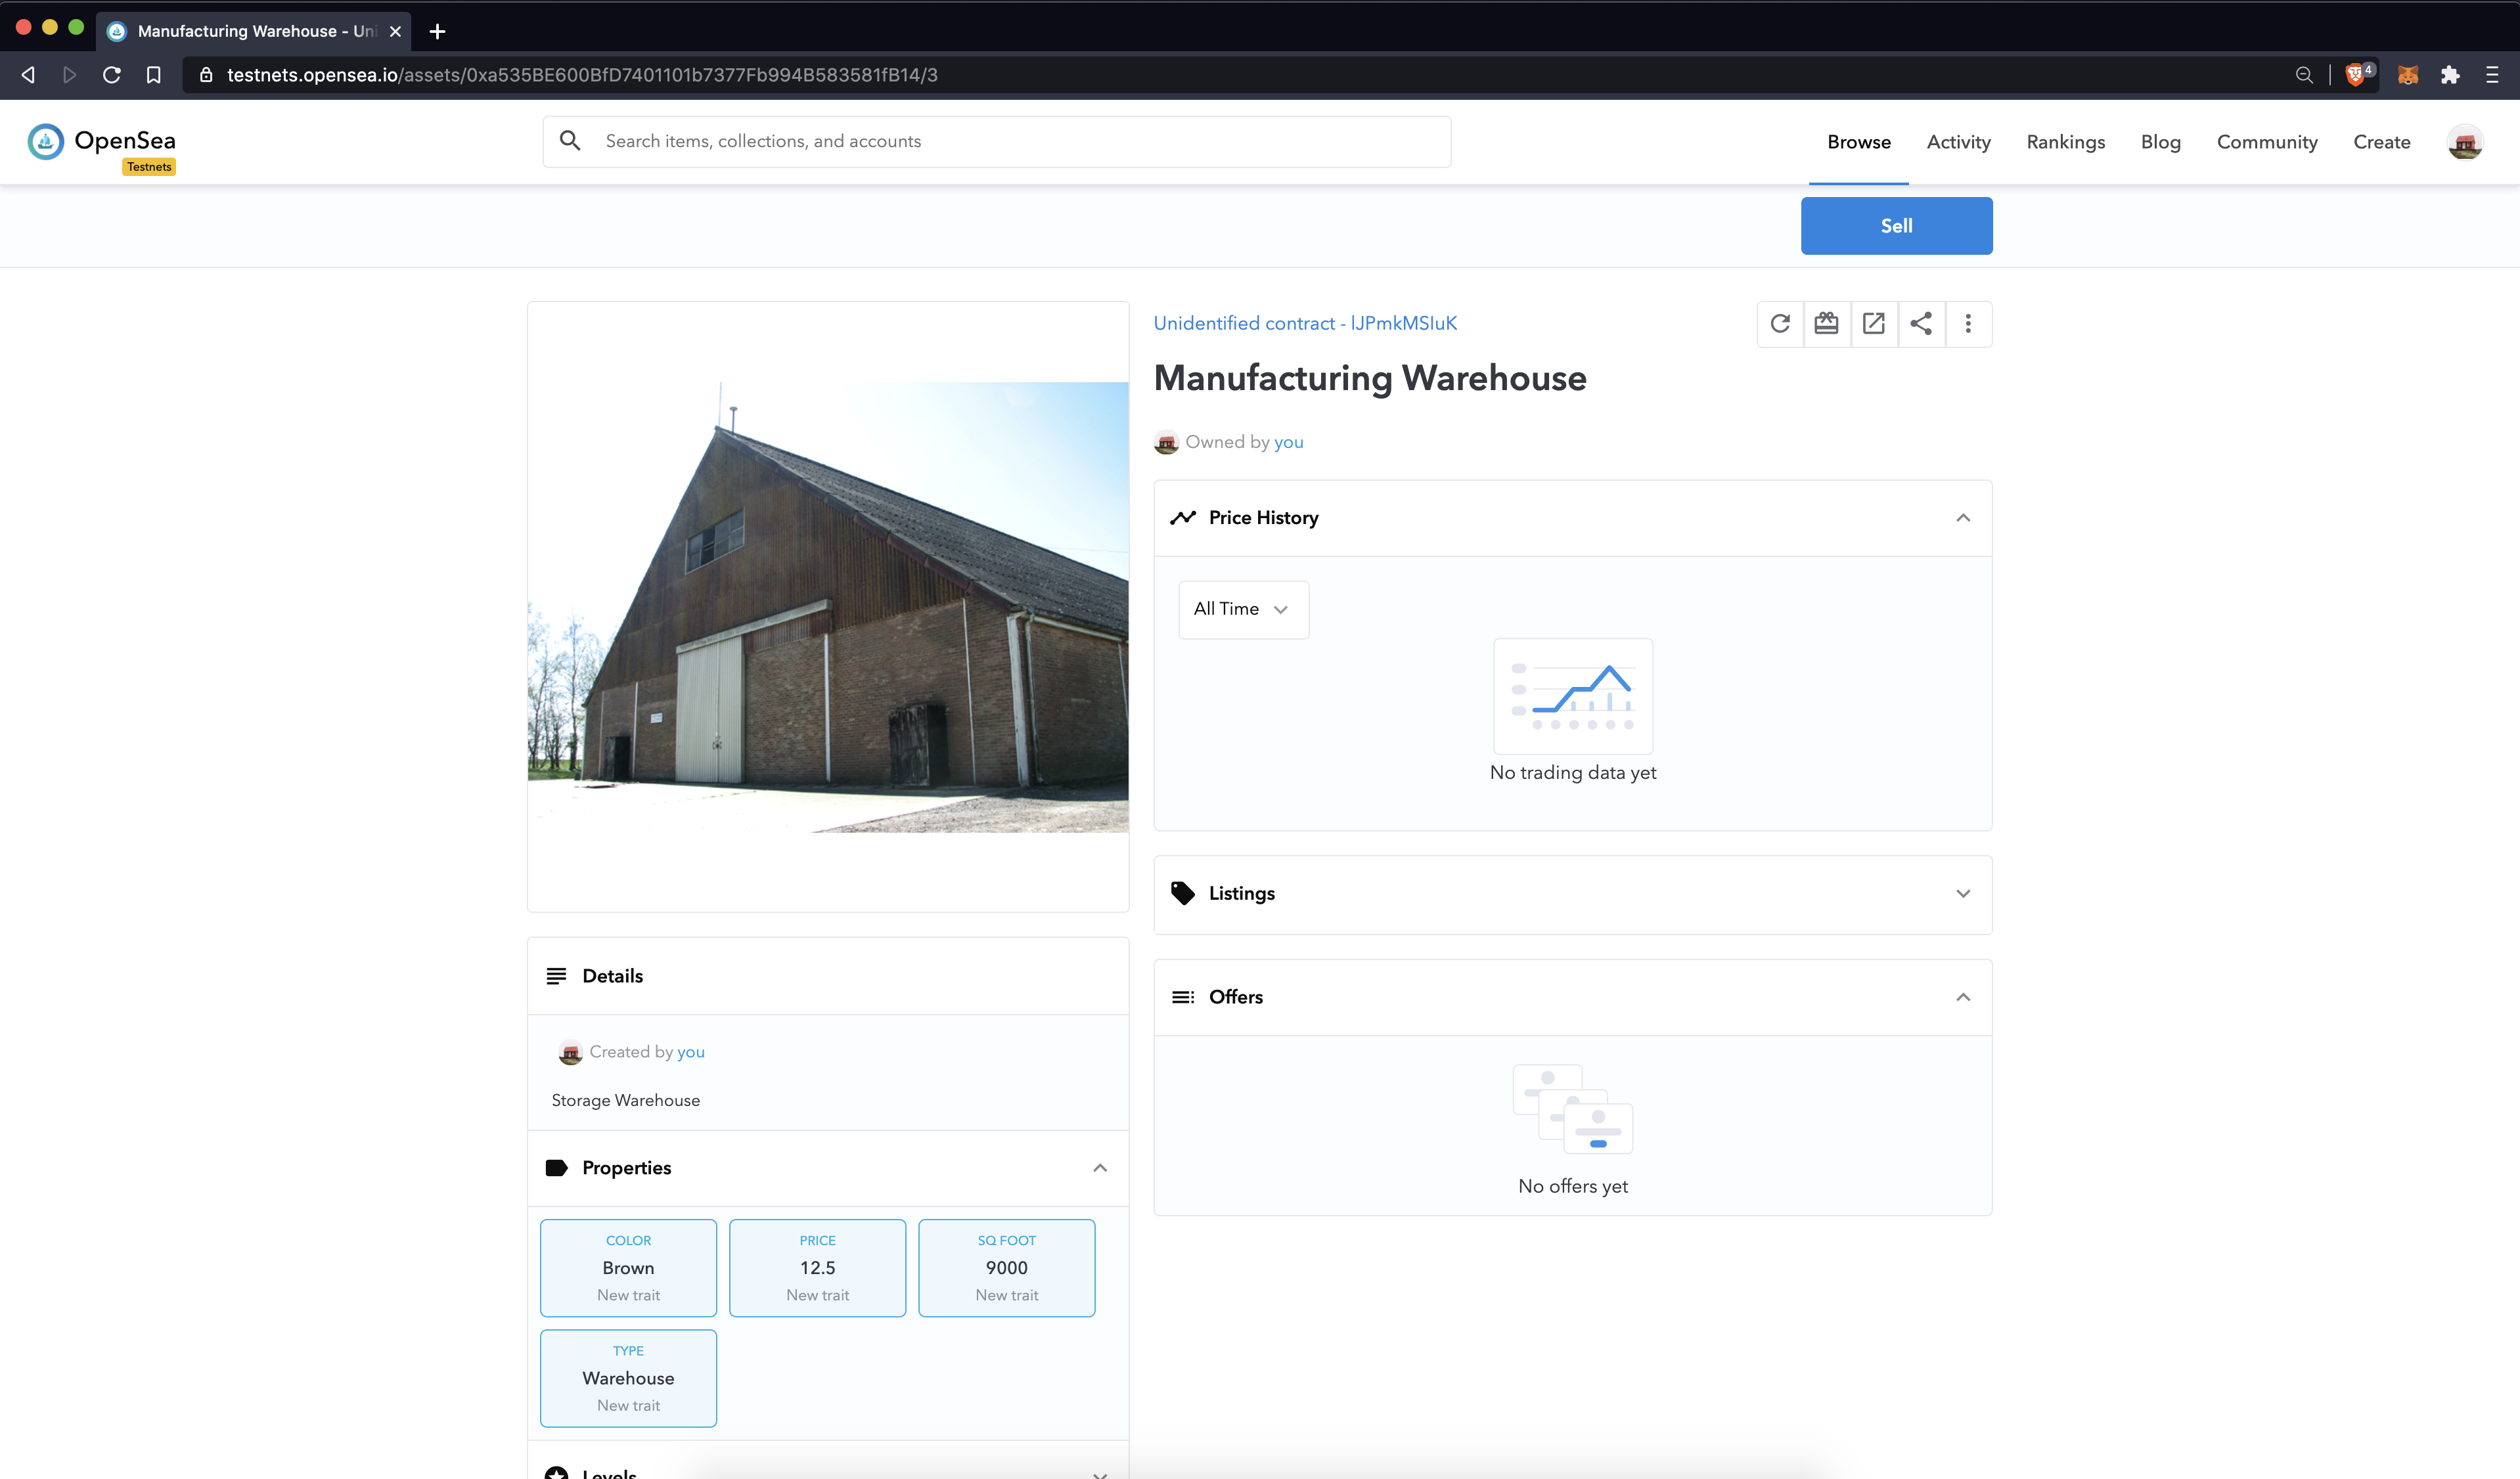 Manufacturing Warehouse - Uni
testnets.opensea.io/assets/0xa535BE600BfD7401101b7377Fb994B583581fB14/3
4
OpenSea
Testnets
Search items, collections, and accounts
Browse
Activity
Rankings
Blog
Community
Create
Sell
Unidentified contract - lJPmkMSIuK
Manufacturing Warehouse
Owned by you
Price History
All Time
No trading data yet
Listings
Offers
No offers yet
Details
Created by you
Storage Warehouse
Properties
COLOR
Brown
New trait
PRICE
12.5
New trait
SQ FOOT
9000
New trait
TYPE
Warehouse
New trait
Levels